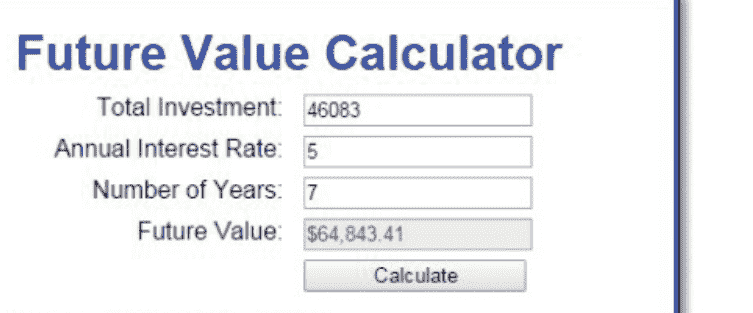 Future Value Calculator
Total Investment: 46083
Annual Interest Rate: 5
Number of Years: 7
Future Value: $64,843.41
Calculate